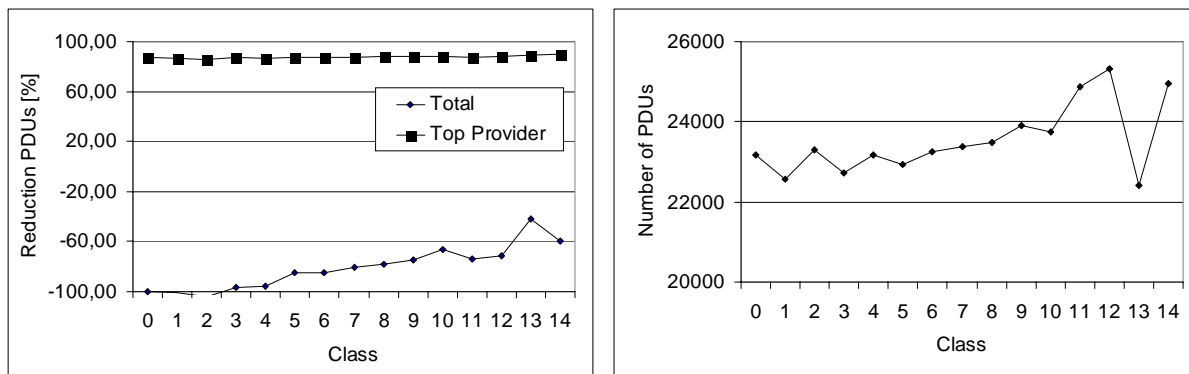 Reduction PDUs [%]
100,00
60,00
20,00
-20,00
-60,00
-100,00
Total
Top Provider
0 1 2 3 4 5 6 7 8 9 10 11 12 13 14
Class
Number of PDUs
26000
24000
22000
20000
0 1 2 3 4 5 6 7 8 9 10 11 12 13 14
Class